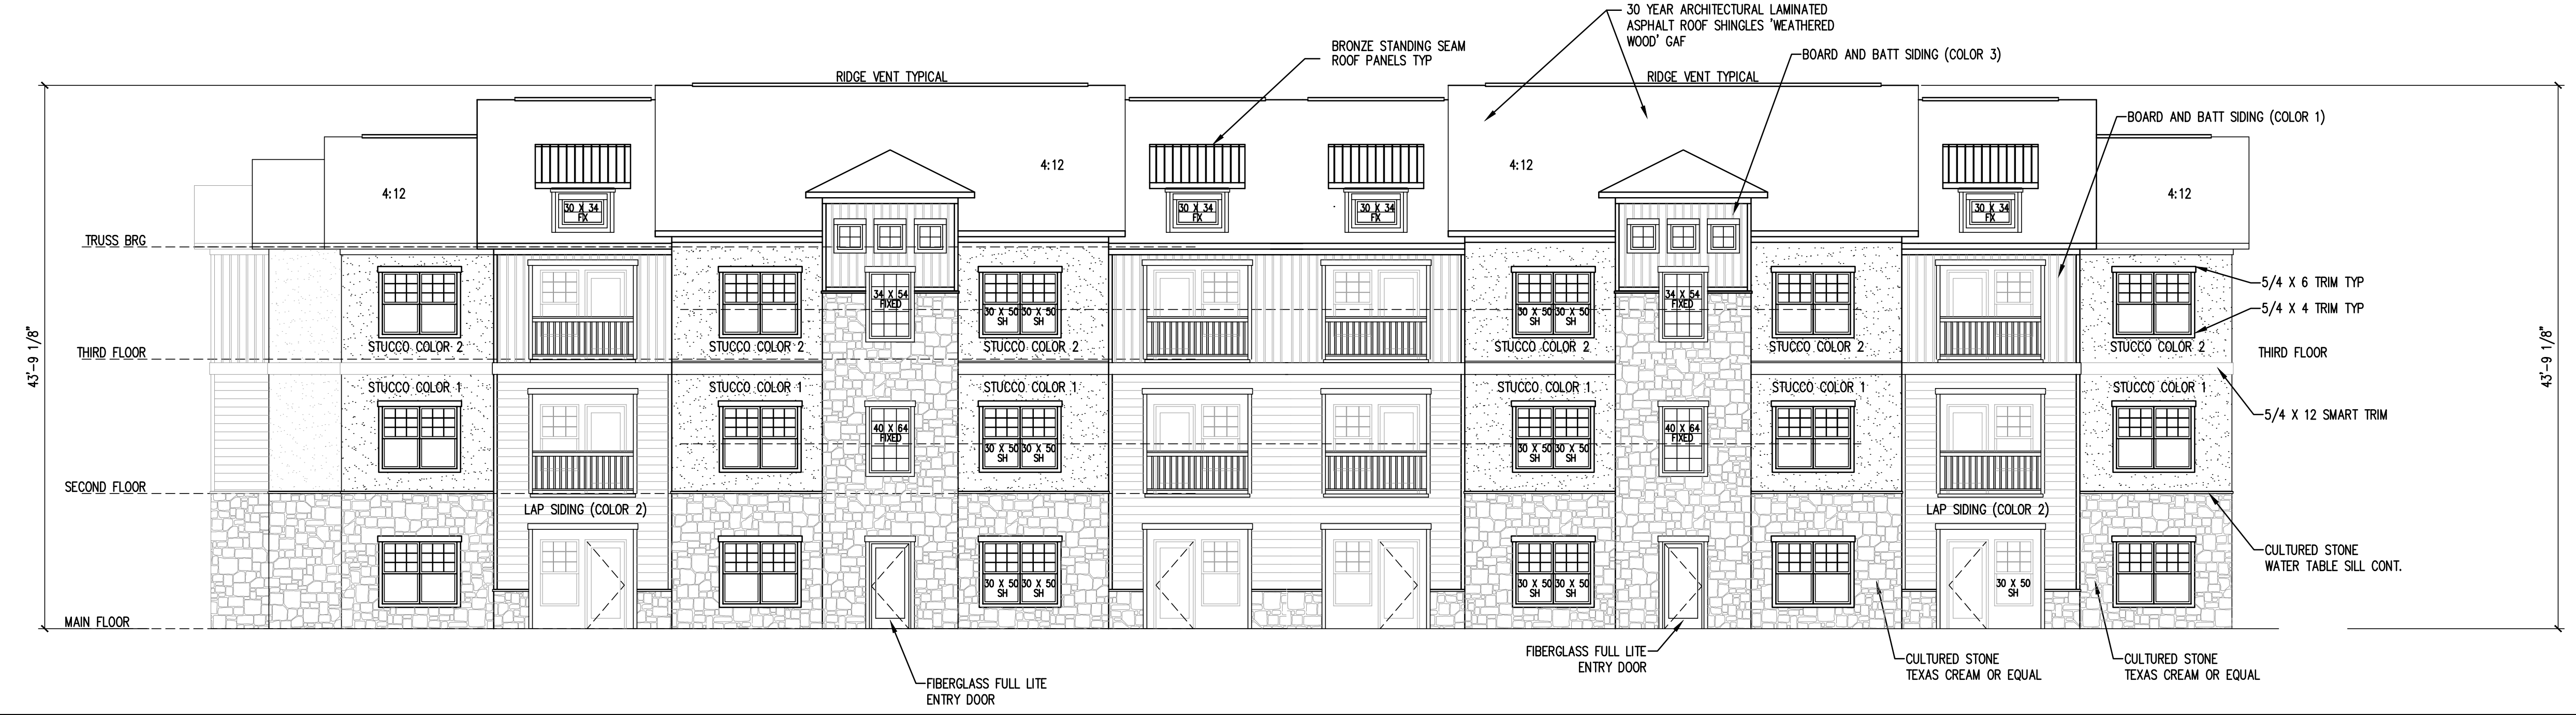 30 YEAR ARCHITECTURAL LAMINATED
ASPHALT ROOF SHINGLES 'WEATHERED
WOOD' GAF
BRONZE STANDING SEAM
ROOF PANELS TYP
BOARD AND BATT SIDING (COLOR 3)
RIDGE VENT TYPICAL
RIDGE VENT TYPICAL
BOARD AND BATT SIDING (COLOR 1)
4:12
4:12
4:12
4:12
30 X 34
FX
30 X 34
FX
30 X 34
FX
30 X 34
FX
TRUSS BRG
34 X 54
FIXED
34 X 54
FIXED
5/4 X 6 TRIM TYP
5/4 X 4 TRIM TYP
30 X 50 30 X 50
SH SH
30 X 50 30 X 50
SH SH
43'-9 1/8"
43'-9 1/8"
STUCCO COLOR 2
STUCCO COLOR 2
STUCCO COLOR 2
STUCCO COLOR 2
STUCCO COLOR 2
STUCCO COLOR 2
THIRD FLOOR
THIRD FLOOR
STUCCO COLOR 1
STUCCO COLOR 1
STUCCO COLOR 1
STUCCO COLOR 1
STUCCO COLOR 1
STUCCO COLOR 1
5/4 X 12 SMART TRIM
40 X 64
FIXED
40 X 64
FIXED
30 X 50 30 X 50
SH SH
30 X 50 30 X 50
SH SH
SECOND FLOOR
LAP SIDING (COLOR 2)
LAP SIDING (COLOR 2)
CULTURED STONE
WATER TABLE SILL CONT.
30 X 50 30 X 50
SH SH
30 X 50 30 X 50
SH SH
30 X 50
SH
MAIN FLOOR
FIBERGLASS FULL LITE
ENTRY DOOR
FIBERGLASS FULL LITE
ENTRY DOOR
CULTURED STONE
TEXAS CREAM OR EQUAL
CULTURED STONE
TEXAS CREAM OR EQUAL